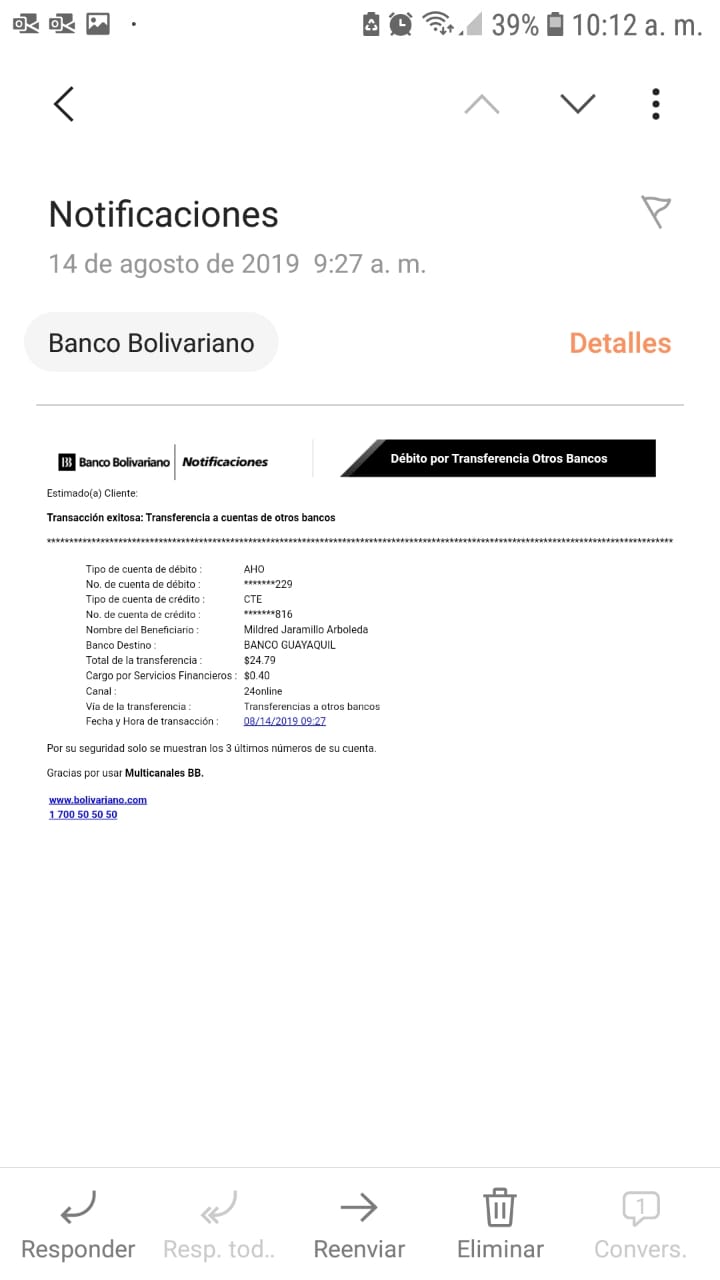 39% 10:12 a. m.
Notificaciones
14 de agosto de 2019 9:27 a. m.
Banco Bolivariano Detalles
BB Banco Bolivariano Notificaciones Débito por Transferencia Otros Bancos
Estimado(a) Cliente:
Transacción exitosa: Transferencia a cuentas de otros bancos
Tipo de cuenta de débito : AHO
No. de cuenta de débito : *******229
Tipo de cuenta de crédito : CTE
No. de cuenta de crédito : *******816
Nombre del Beneficiario : Mildred Jaramillo Arboleda
Banco Destino : BANCO GUAYAQUIL
Total de la transferencia : $24.79
Cargo por Servicios Financieros : $0.40
Canal : 24online
Vía de la transferencia : Transferencias a otros bancos
Fecha y Hora de transacción : 08/14/2019 09:27
Por su seguridad solo se muestran los 3 últimos números de su cuenta.
Gracias por usar Multicanales BB.
www.bolivariano.com
1 700 50 50 50
1
Responder Resp. tod.. Reenviar Eliminar Convers.